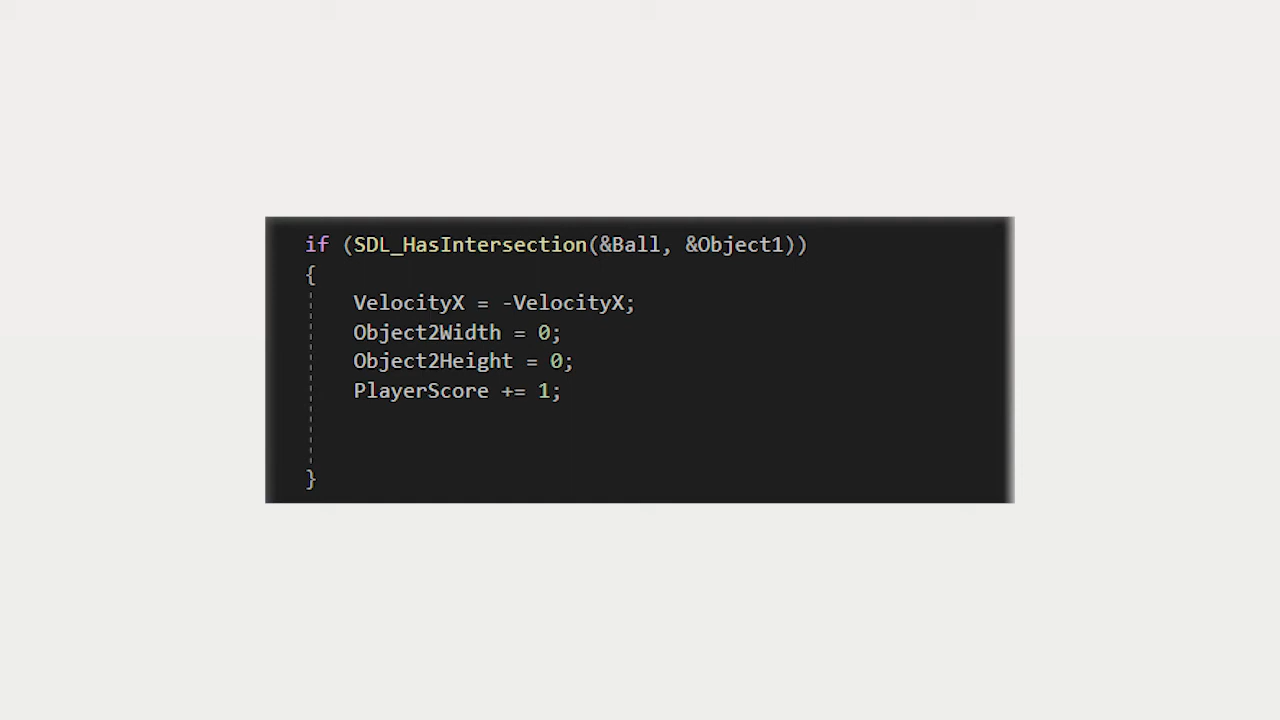 if (SDL_HasIntersection(&Ball, &Object1))
{
VelocityX = -VelocityX;
Object2Width = 0;
Object2Height = 0;
PlayerScore += 1;
}